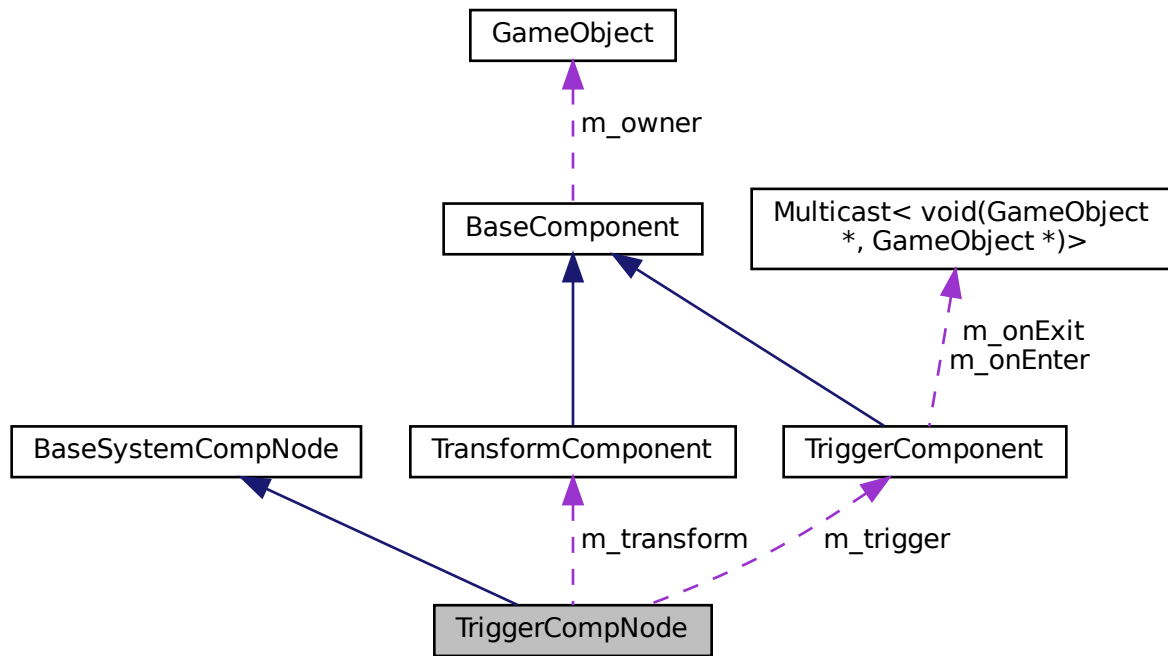 GameObject
m_owner
BaseComponent
Multicast< void(GameObject
*, GameObject *)>
m_onExit
m_onEnter
BaseSystemCompNode
TransformComponent
TriggerComponent
m_transform
m_trigger
TriggerCompNode